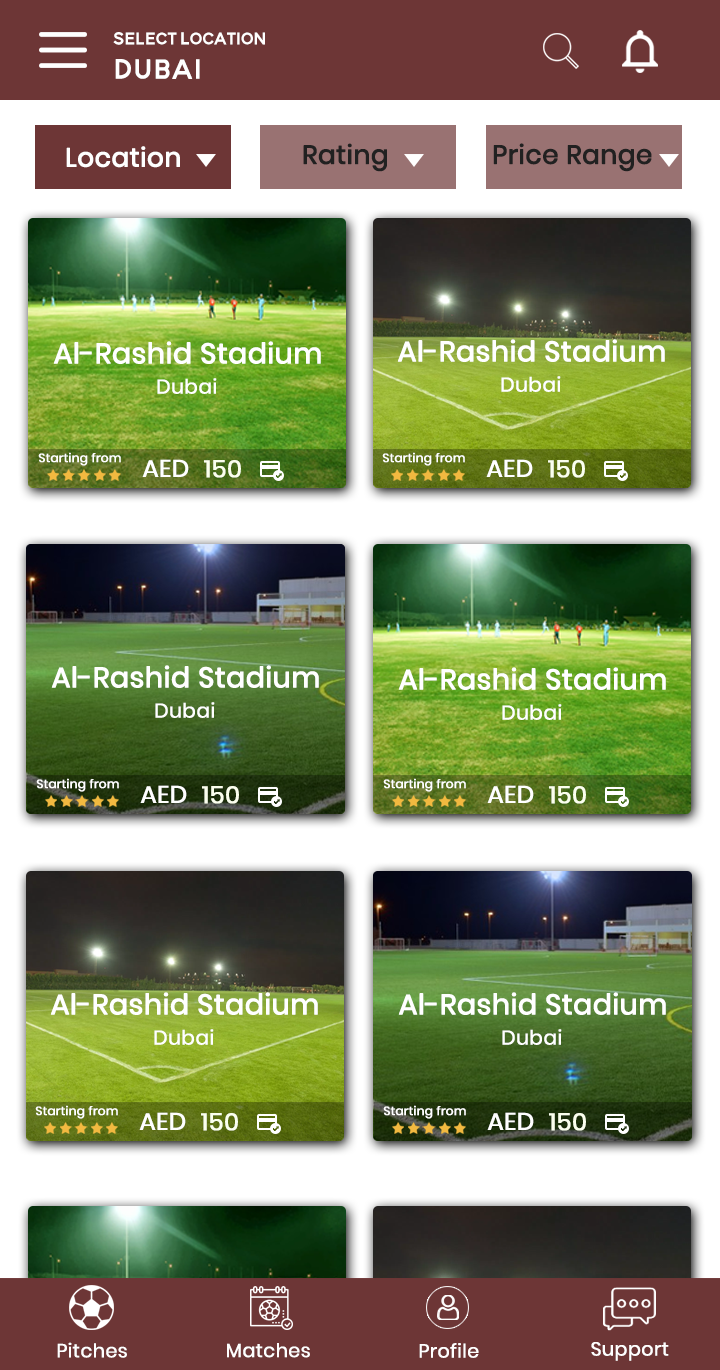 SELECT LOCATION
DUBAI
Location
Rating
Price Range
Al-Rashid Stadium
Dubai
Starting from
AED 150
Al-Rashid Stadium
Dubai
Starting from
AED 150
Al-Rashid Stadium
Dubai
Starting from
AED 150
Al-Rashid Stadium
Dubai
Starting from
AED 150
Al-Rashid Stadium
Dubai
Starting from
AED 150
Al-Rashid Stadium
Dubai
Starting from
AED 150
Pitches
Matches
Profile
Support